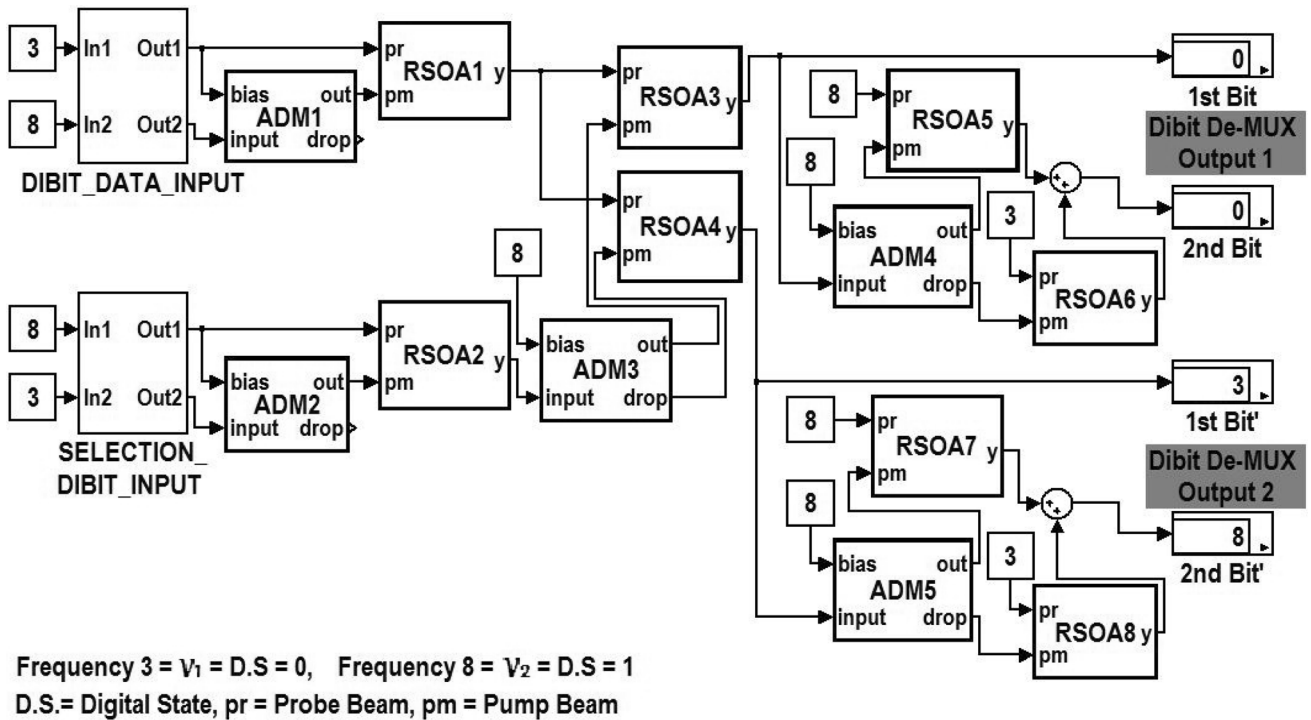 3
In1
Out1
8
In2
Out2
DIBIT_DATA_INPUT
bias
out
ADM1
input
drop
pr
RSOA1
y
pm
pr
RSOA3
y
pm
pr
RSOA4
y
pm
8
In1
Out1
3
In2
Out2
SELECTION_
DIBIT_INPUT
bias
out
ADM2
input
drop
pr
RSOA2
y
pm
8
bias
out
ADM3
input
drop
8
pr
RSOA5
y
pm
8
bias
out
ADM4
input
drop
3
pr
RSOA6
y
pm
0
1st Bit
Dibit De-MUX
Output 1
0
2nd Bit
8
pr
RSOA7
y
pm
8
bias
out
ADM5
input
drop
3
pr
RSOA8
y
pm
3
1st Bit'
Dibit De-MUX
Output 2
8
2nd Bit'
Frequency 3 = ν₁ = D.S = 0, Frequency 8 = ν₂ = D.S = 1
D.S.= Digital State, pr = Probe Beam, pm = Pump Beam